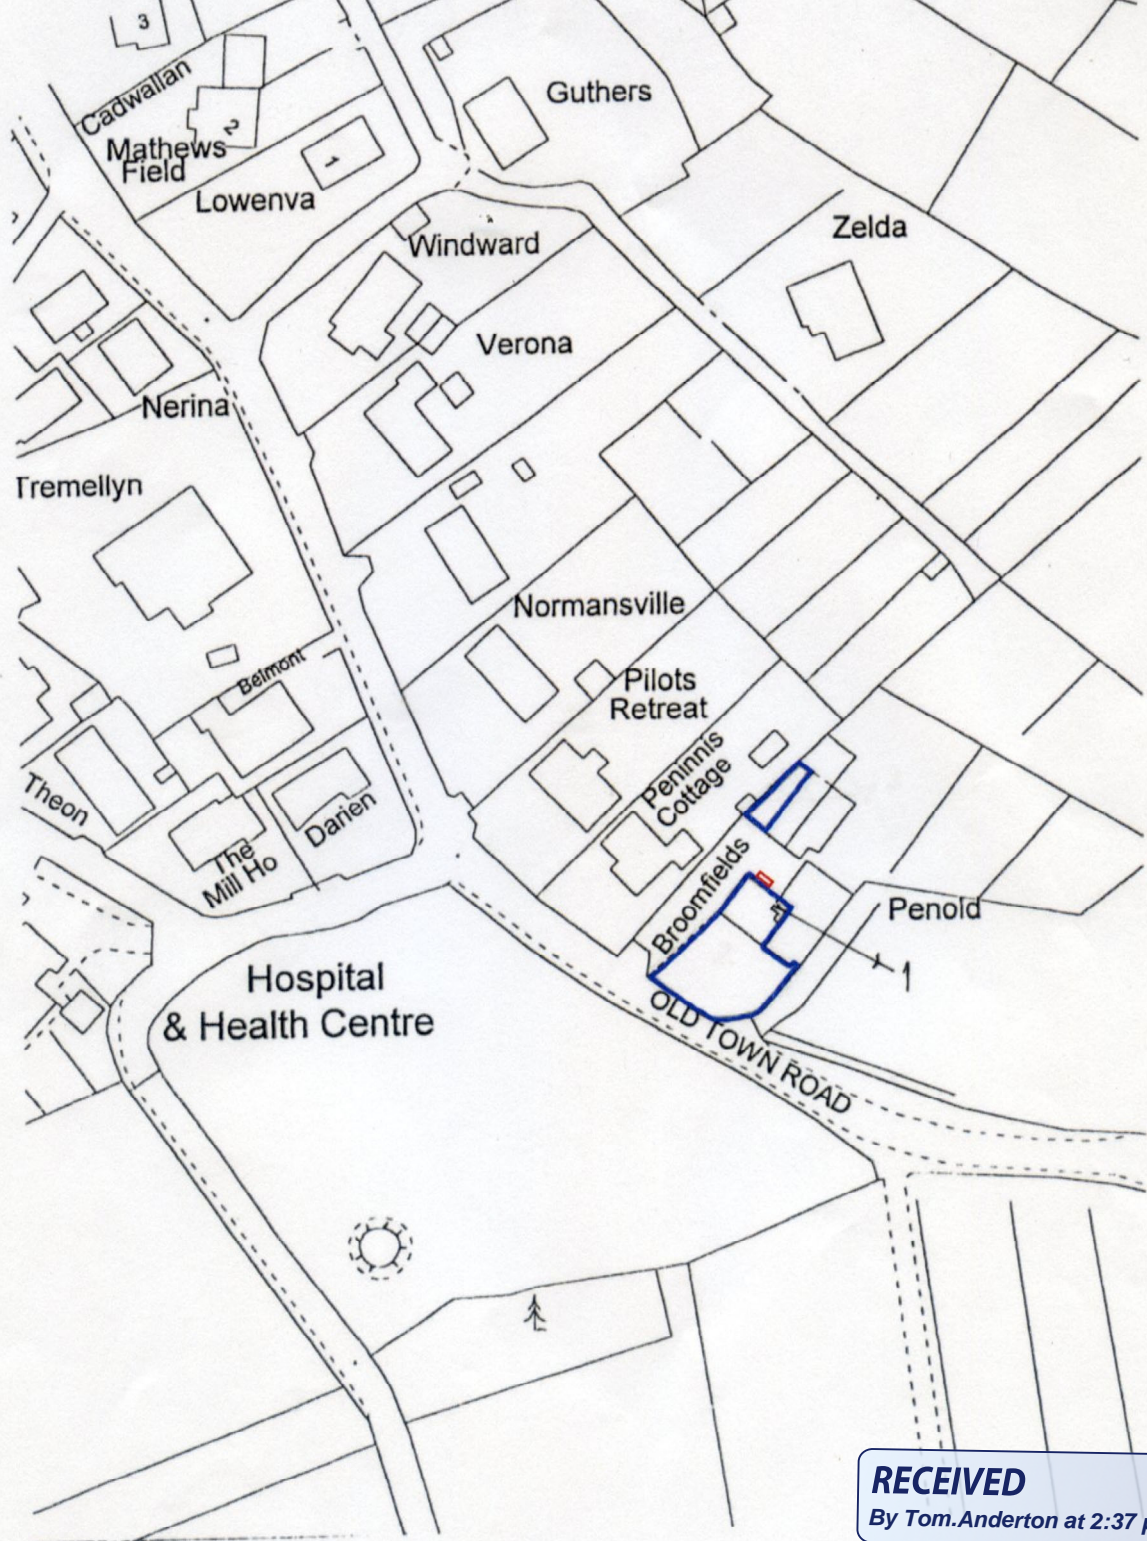 3
Cadwallan
2
Mathews
Field
1
Lowenva
Guthers
Windward
Zelda
Verona
Nerina
Tremellyn
Normansville
Belmont
Pilots
Retreat
Peninnis
Cottage
Theon
Darien
The
Mill Ho
Broomfields
Penold
1
Hospital
& Health Centre
OLD TOWN ROAD
RECEIVED
By Tom.Anderton at 2:37